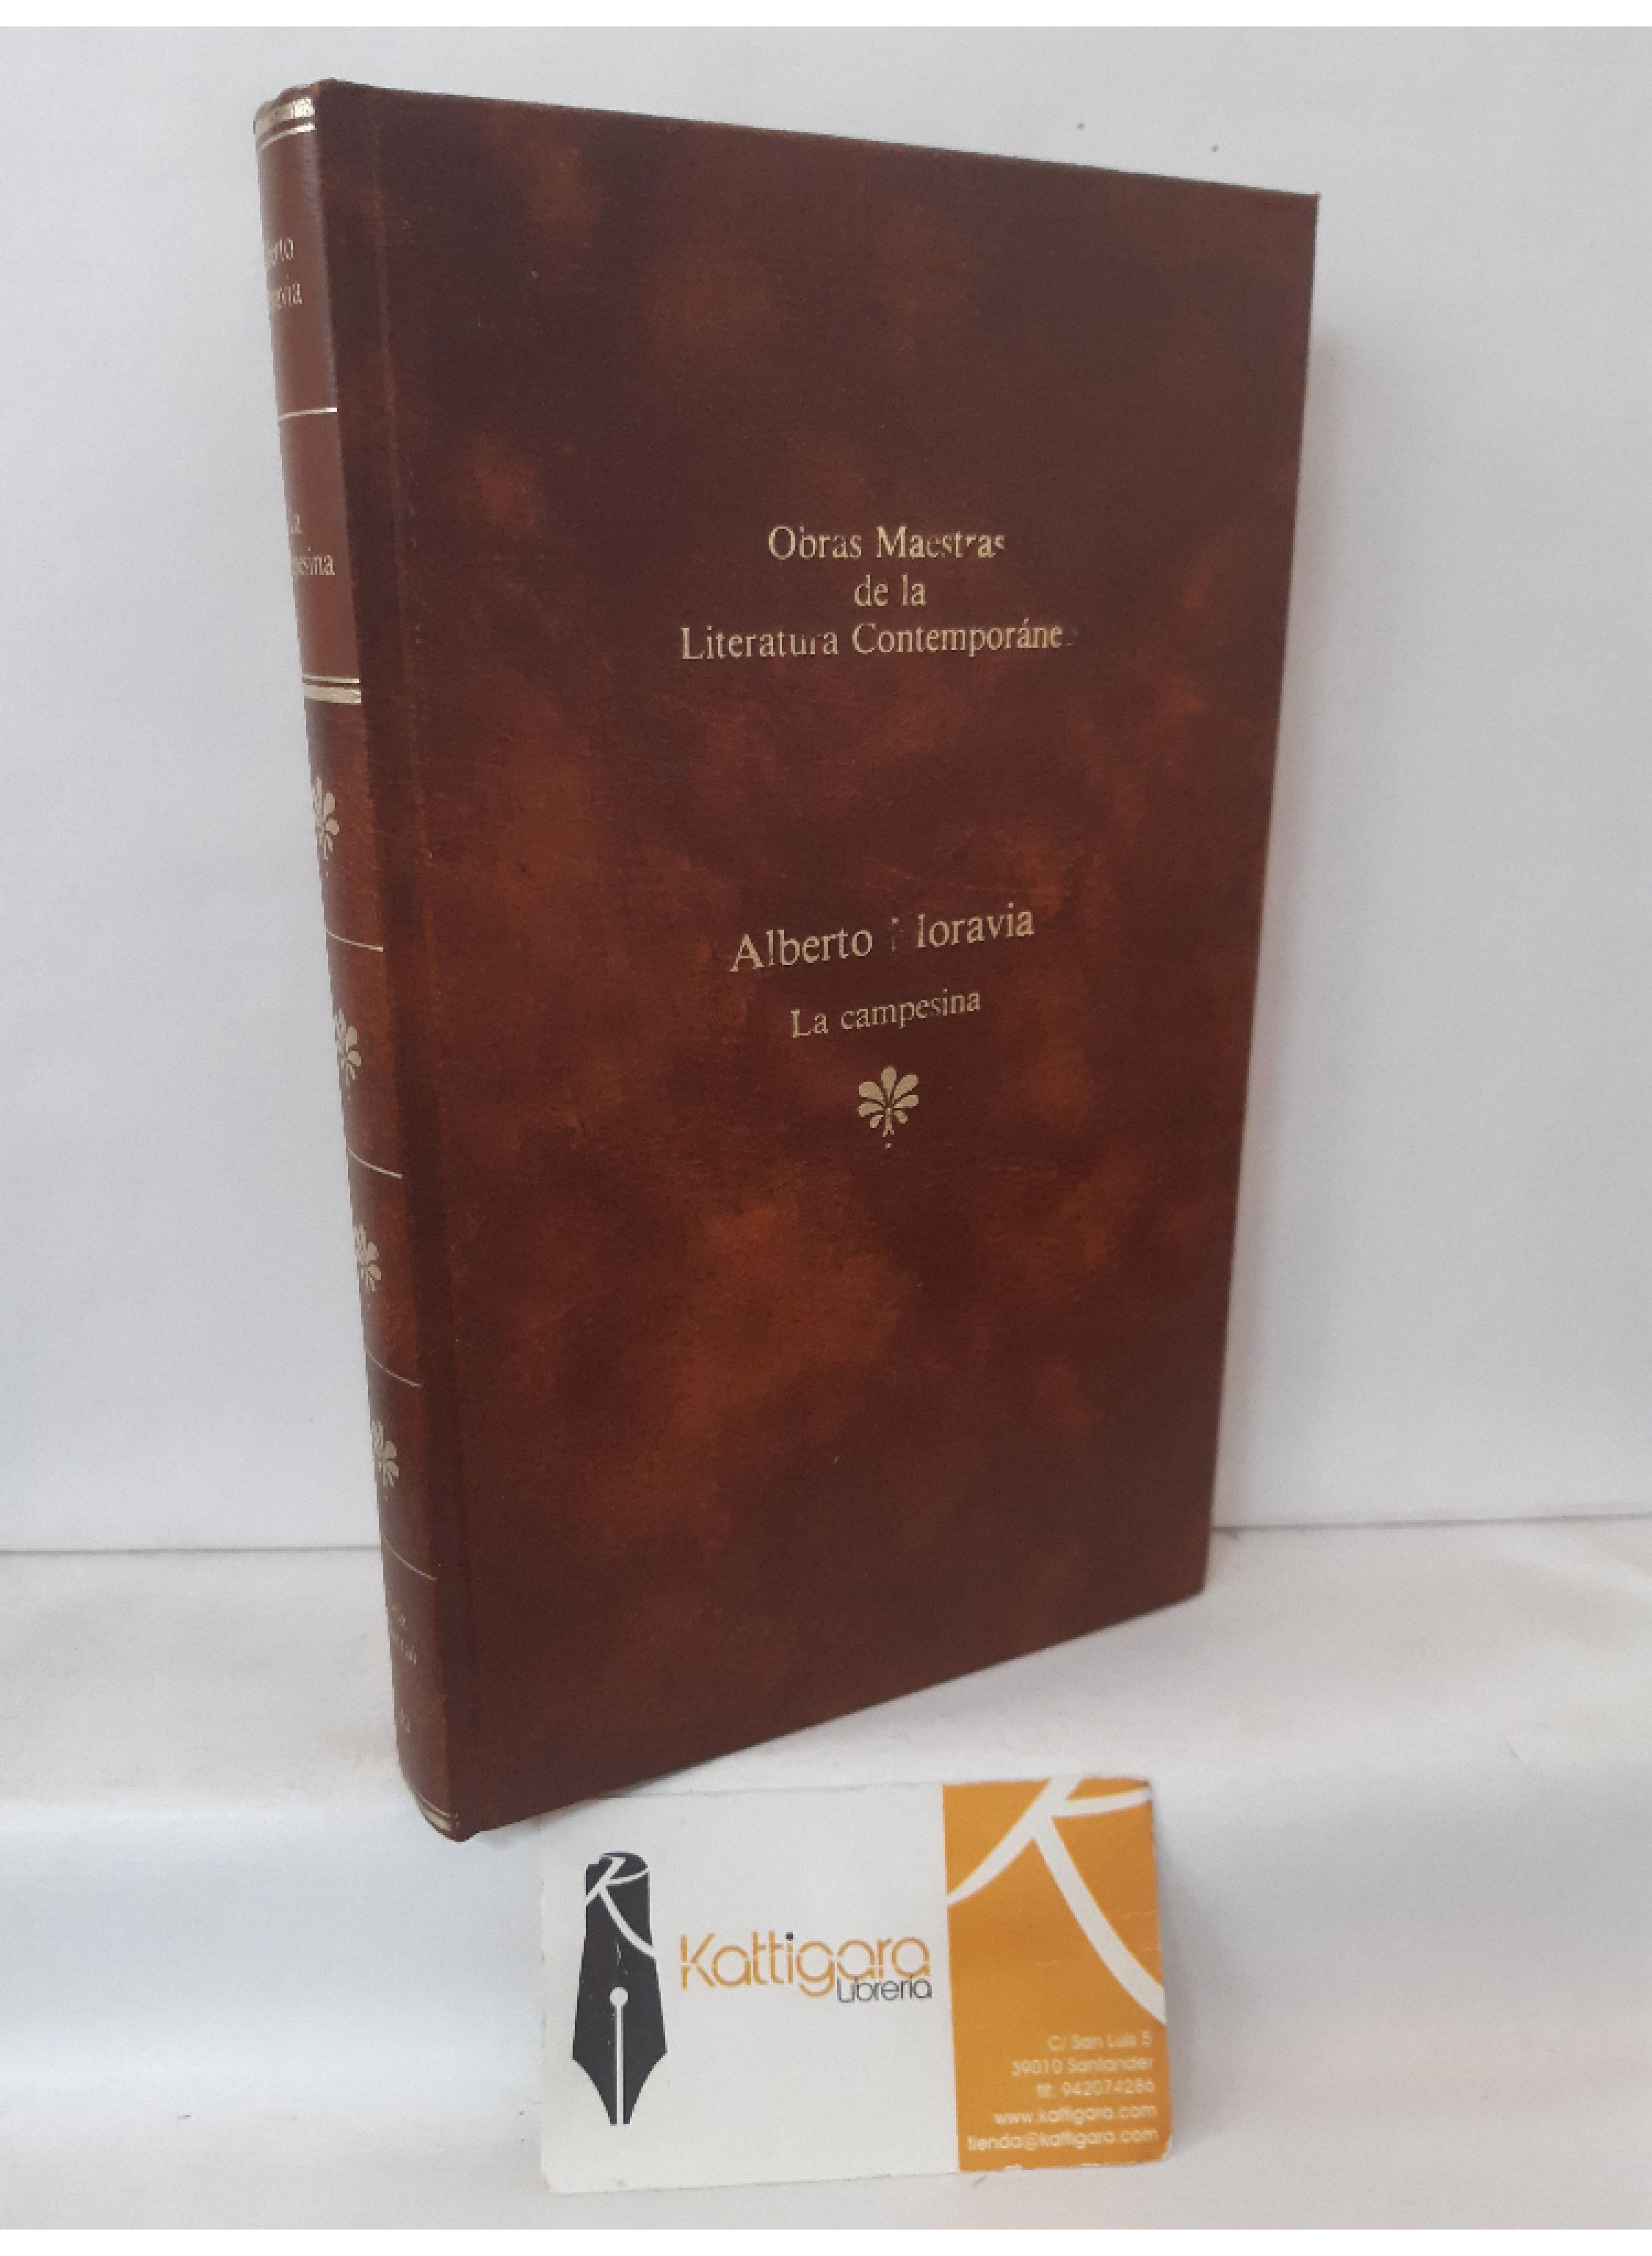 Obras Maestras
de la
Literatura Contemporáne
Alberto Moravia
La campesina
Kattigara
Librería
C/ San Luis 5
39010 Santander
tlf: 942074286
www.kattigara.com
tienda@kattigara.com